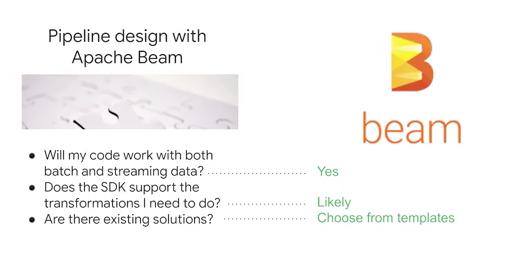 Pipeline design with
Apache Beam
beam
● Will my code work with both
batch and streaming data? ........................ Yes
● Does the SDK support the
transformations I need to do? ................... Likely
● Are there existing solutions? .................... Choose from templates